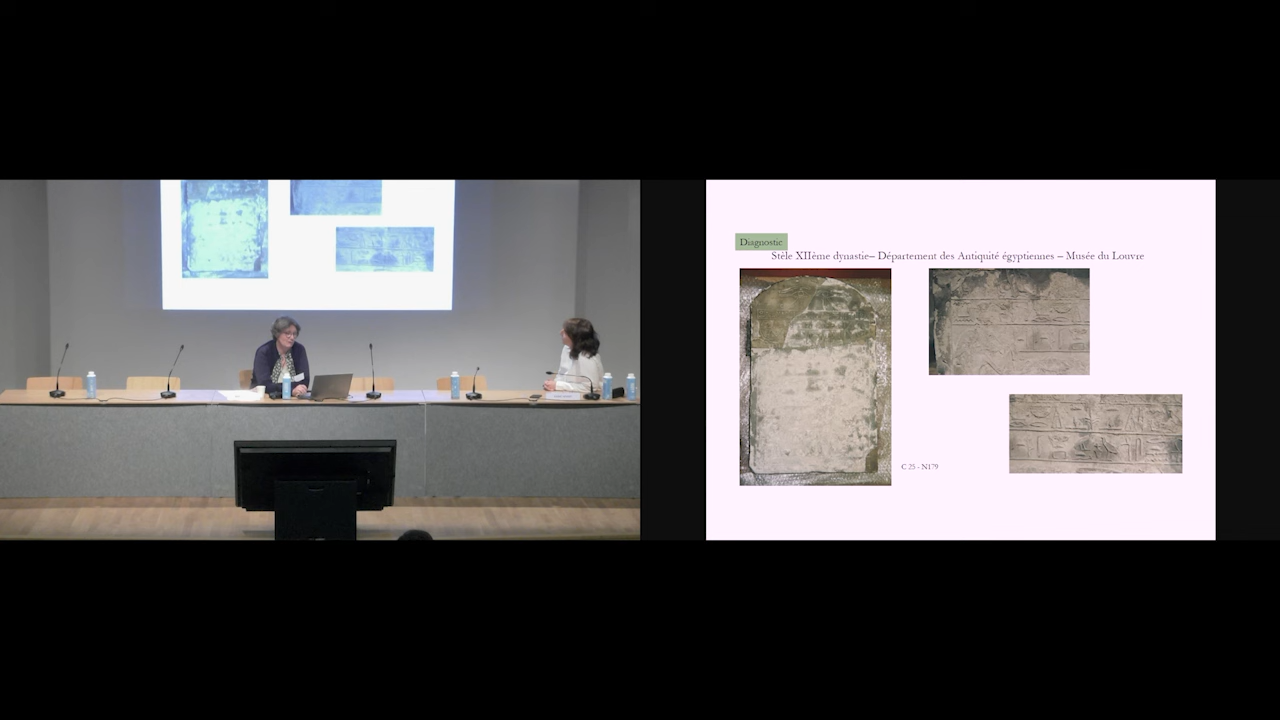 Diagnostic
Stèle XIIème dynastie– Département des Antiquité égyptiennes – Musée du Louvre
C 25 - N179